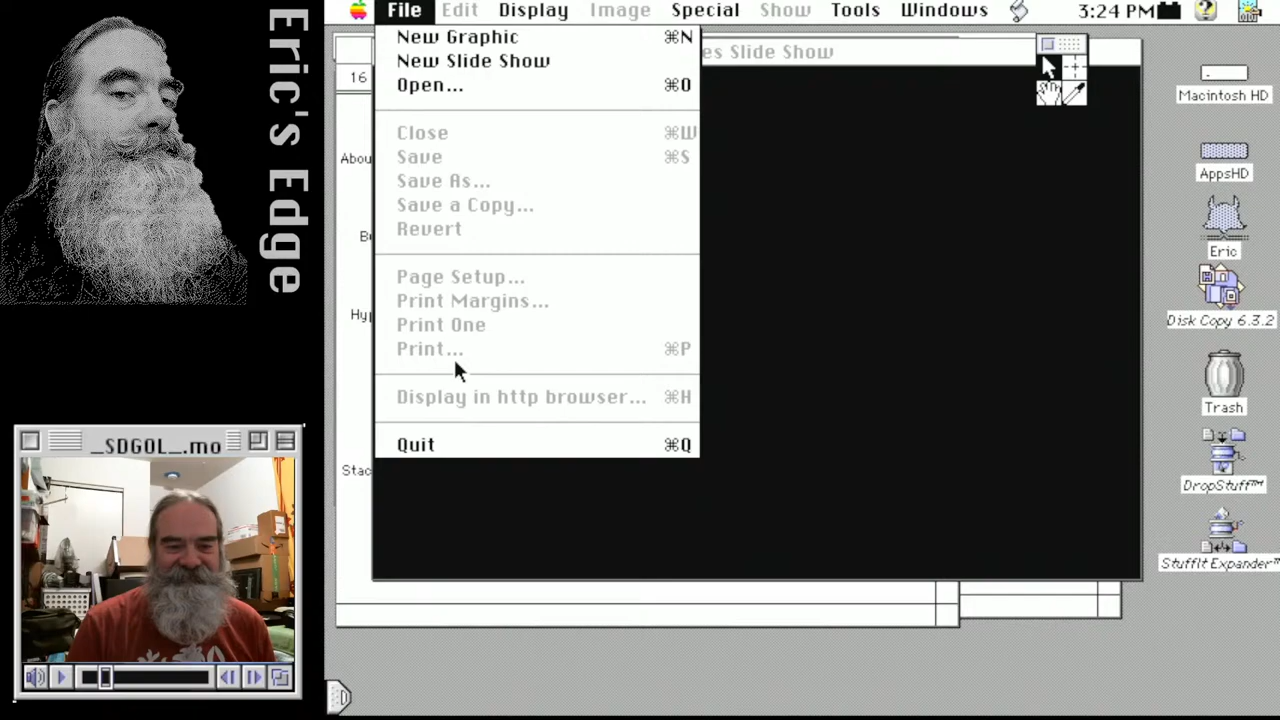 Eric's Edge
File Edit Display Image Special Show Tools Windows 3:24 PM
New Graphic ⌘N
New Slide Show ⌘N
Open... ⌘O
Close ⌘W
Save ⌘S
Save As...
Save a Copy...
Revert
Page Setup...
Print Margins...
Print One
Print... ⌘P
Display in http browser... ⌘H
Quit ⌘Q
es Slide Show
16
Abou
Hyp
Stac
Macintosh HD
AppsHD
Eric
Disk Copy 6.3.2
Trash
DropStuff™
StuffIt Expander™
_SDGOL_.mo